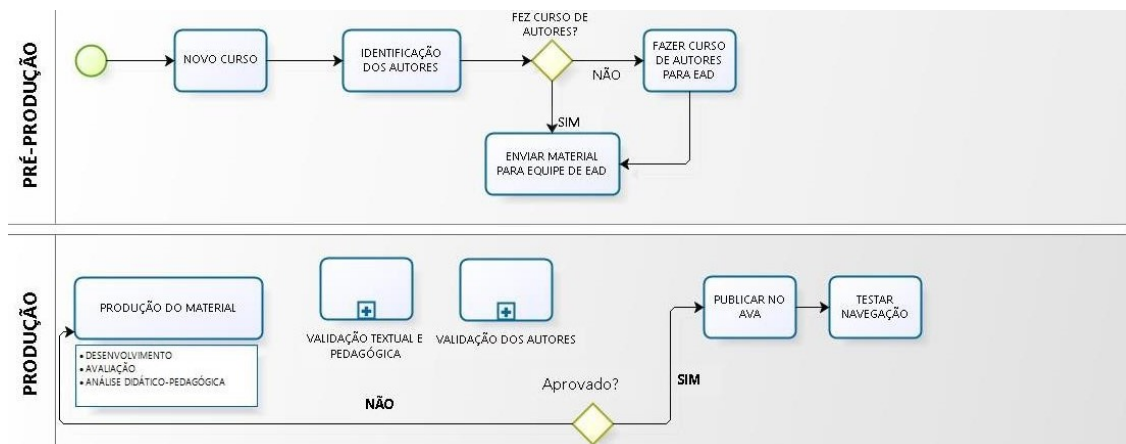 PRÉ-PRODUÇÃO
NOVO CURSO
IDENTIFICAÇÃO
DOS AUTORES
FEZ CURSO DE
AUTORES?
NÃO
FAZER CURSO
DE AUTORES
PARA EAD
SIM
ENVIAR MATERIAL
PARA EQUIPE DE EAD
PRODUÇÃO
PRODUÇÃO DO MATERIAL
• DESENVOLVIMENTO
• AVALIAÇÃO
• ANÁLISE DIDÁTICO-PEDAGÓGICA
VALIDAÇÃO TEXTUAL E
PEDAGÓGICA
VALIDAÇÃO DOS AUTORES
NÃO
Aprovado?
SIM
PUBLICAR NO
AVA
TESTAR
NAVEGAÇÃO